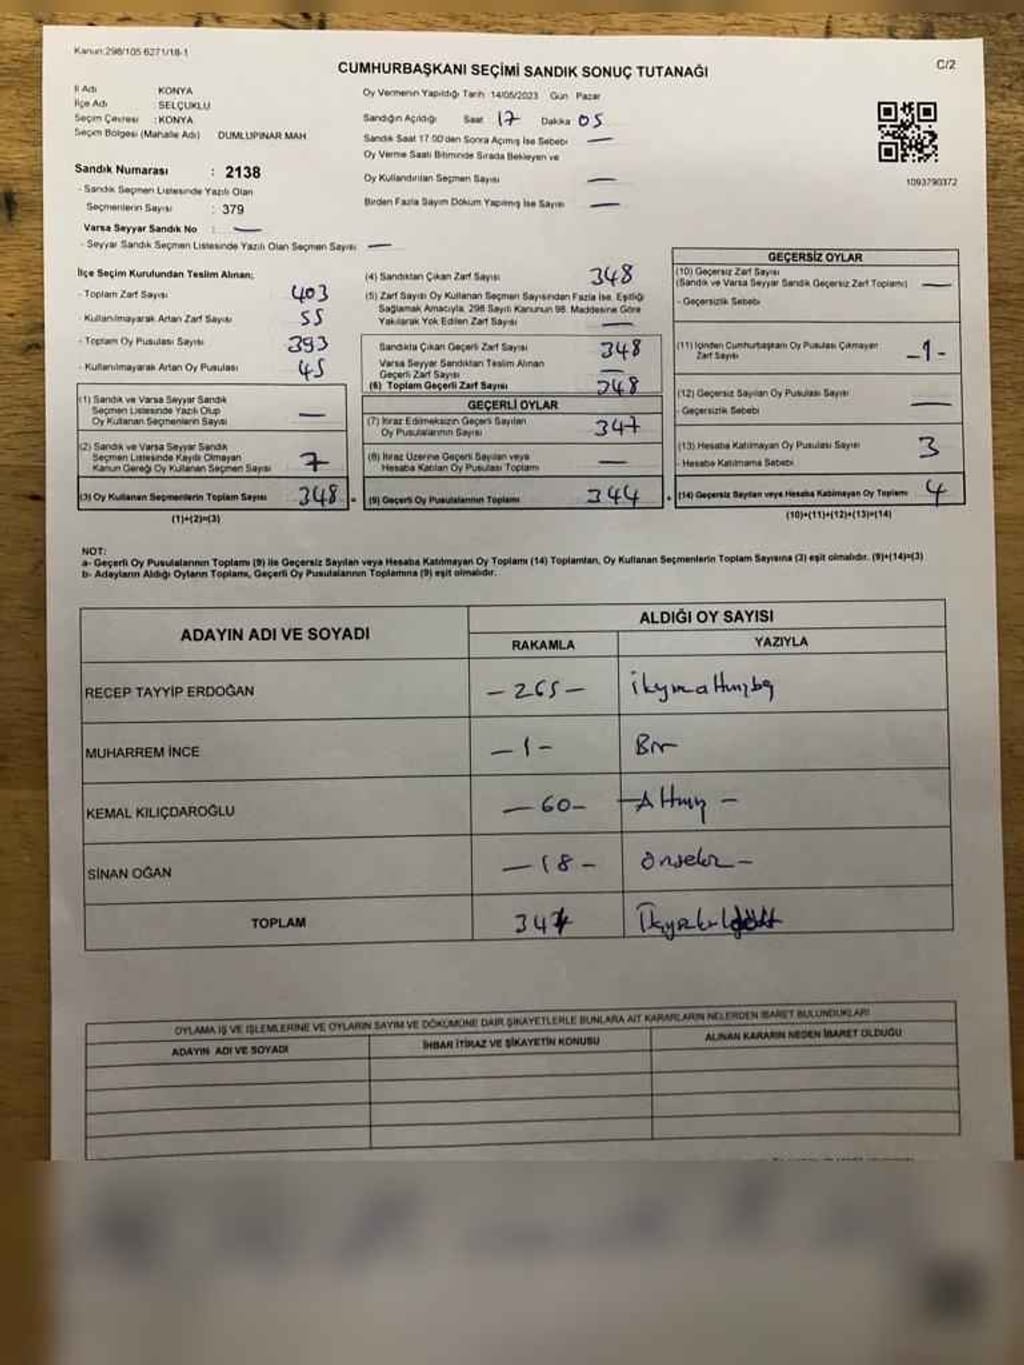 Kanun:298/105 6271/18-1
CUMHURBAŞKANI SEÇİMİ SANDIK SONUÇ TUTANAĞI
C/2
İl Adı : KONYA
İlçe Adı : SELÇUKLU
Seçim Çevresi : KONYA
Seçim Bölgesi (Mahalle Adı) DUMLUPINAR MAH
Sandık Numarası : 2138
- Sandık Seçmen Listesinde Yazılı Olan
Seçmenlerin Sayısı : 379
Varsa Seyyar Sandık No : —
- Seyyar Sandık Seçmen Listesinde Yazılı Olan Seçmen Sayısı —
Oy Vermenin Yapıldığı Tarih 14/05/2023 Gün Pazar
Sandığın Açıldığı Saat 17 Dakika 05
Sandık Saat 17:00'den Sonra Açımış İse Sebebi —
Oy Verme Saati Bitiminde Sırada Bekleyen ve
Oy Kullandırılan Seçmen Sayısı —
Birden Fazla Sayım Döküm Yapılmış İse Sayısı —
1093790372
İlçe Seçim Kurulundan Teslim Alınan;
- Toplam Zarf Sayısı 403
- Kullanılmayarak Artan Zarf Sayısı 55
- Toplam Oy Pusulası Sayısı 393
- Kullanılmayarak Artan Oy Pusulası 45
(1) Sandık ve Varsa Seyyar Sandık
Seçmen Listesinde Yazılı Olup
Oy Kullanan Seçmenlerin Sayısı —
(2) Sandık ve Varsa Seyyar Sandık
Seçmen Listesinde Kayıtlı Olmayan
Kanun Gereği Oy Kullanan Seçmen Sayısı 7
(3) Oy Kullanan Seçmenlerin Toplam Sayısı 348
(1)+(2)=(3)
(4) Sandıktan Çıkan Zarf Sayısı 348
(5) Zarf Sayısı Oy Kullanan Seçmen Sayısından Fazla İse, Eşitliği
Sağlamak Amacıyla, 298 Sayılı Kanunun 98. Maddesine Göre
Yakılarak Yok Edilen Zarf Sayısı —
Sandıkta Çıkan Geçerli Zarf Sayısı 348
Varsa Seyyar Sandıktan Teslim Alınan
Geçerli Zarf Sayısı —
(6) Toplam Geçerli Zarf Sayısı 348
GEÇERLİ OYLAR
(7) İtiraz Edilmeksizin Geçerli Sayılan
Oy Pusulalarının Sayısı 347
(8) İtiraz Üzerine Geçerli Sayılan veya
Hesaba Katılan Oy Pusulası Toplamı —
(9) Geçerli Oy Pusulalarının Toplamı 344
GEÇERSİZ OYLAR
(10) Geçersiz Zarf Sayısı
(Sandık ve Varsa Seyyar Sandık Geçersiz Zarf Toplamı) —
- Geçersizlik Sebebi
(11) İçinden Cumhurbaşkanı Oy Pusulası Çıkmayan
Zarf Sayısı -1-
(12) Geçersiz Sayılan Oy Pusulası Sayısı —
- Geçersizlik Sebebi
(13) Hesaba Katılmayan Oy Pusulası Sayısı 3
- Hesaba Katılmama Sebebi
(14) Geçersiz Sayılan veya Hesaba Katılmayan Oy Toplamı 4
(10)+(11)+(12)+(13)=(14)
NOT:
a- Geçerli Oy Pusulalarının Toplamı (9) ile Geçersiz Sayılan veya Hesaba Katılmayan Oy Toplamı (14) Toplamları, Oy Kullanan Seçmenlerin Toplam Sayısına (3) eşit olmalıdır. (9)+(14)=(3)
b- Adayların Aldığı Oyların Toplamı, Geçerli Oy Pusulalarının Toplamına (9) eşit olmalıdır.
ADAYIN ADI VE SOYADI
ALDIĞI OY SAYISI
RAKAMLA YAZIYLA
RECEP TAYYİP ERDOĞAN -265- İkiyüzaltmışbeş
MUHARREM İNCE -1- Bir
KEMAL KILIÇDAROĞLU -60- -Altmış-
SİNAN OĞAN -18- Onsekiz-
TOPLAM
OYLAMA İŞ VE İŞLEMLERİNE VE OYLARIN SAYIM VE DÖKÜMÜNE DAİR ŞİKAYETLERLE BUNLARA AİT KARARLARIN NELERDEN İBARET BULUNDUKLARI
ADAYIN ADI VE SOYADI İHBAR İTİRAZ VE ŞİKAYETİN KONUSU ALINAN KARARIN NEDEN İBARET OLDUĞU